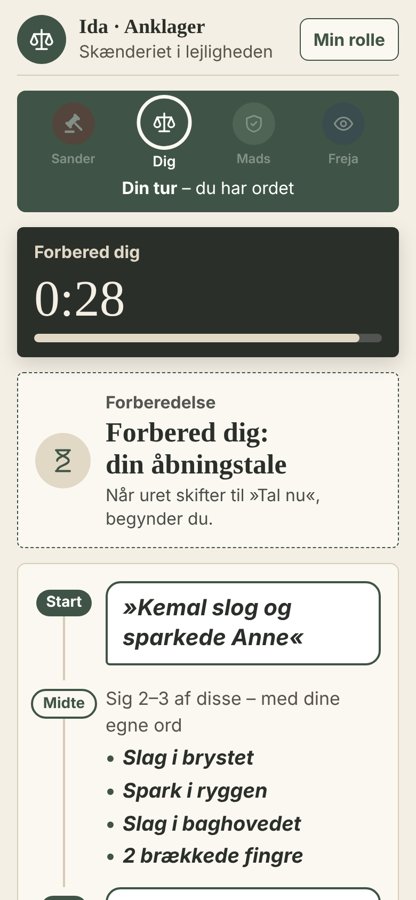 Ida · Anklager
Skænderiet i lejligheden
Min rolle
Sander
Dig
Mads
Freja
Din tur – du har ordet
Forbered dig
0:28
Forberedelse
Forbered dig:
din åbningstale
Når uret skifter til »Tal nu«,
begynder du.
Start
»Kemal slog og
sparkede Anne«
Midte
Sig 2–3 af disse – med dine
egne ord
• Slag i brystet
• Spark i ryggen
• Slag i baghovedet
• 2 brækkede fingre